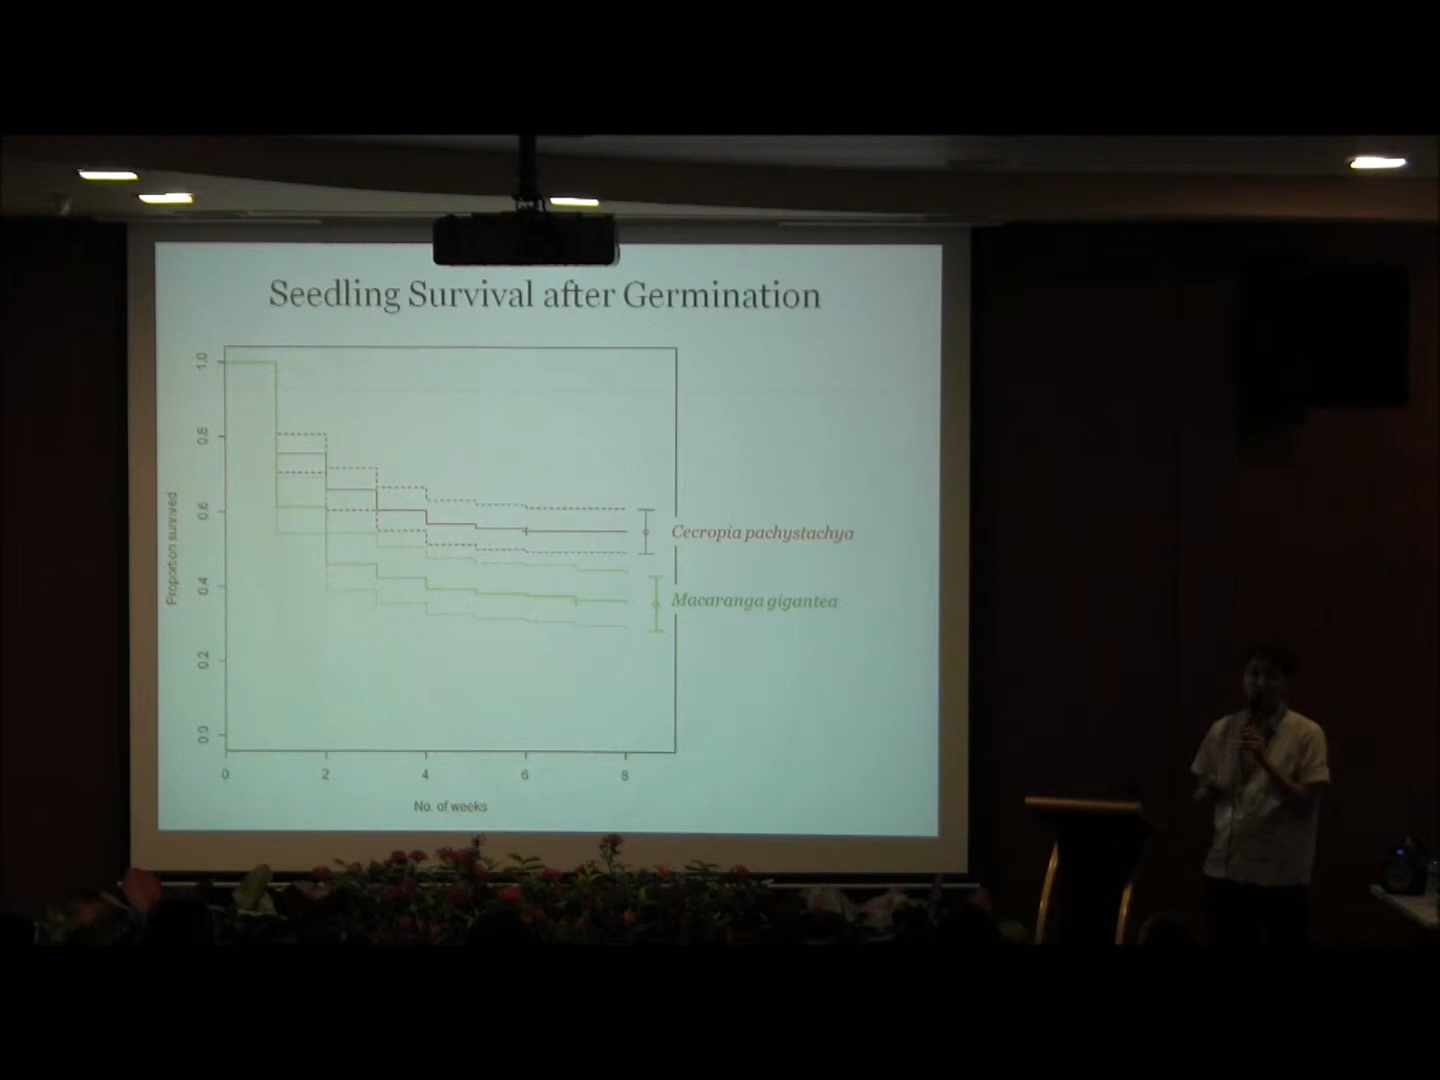 Seedling Survival after Germination
1.0
0.8
0.6
0.4
0.2
0.0
Proportion survived
Cecropia pachystachya
Macaranga gigantea
0 2 4 6 8
No. of weeks